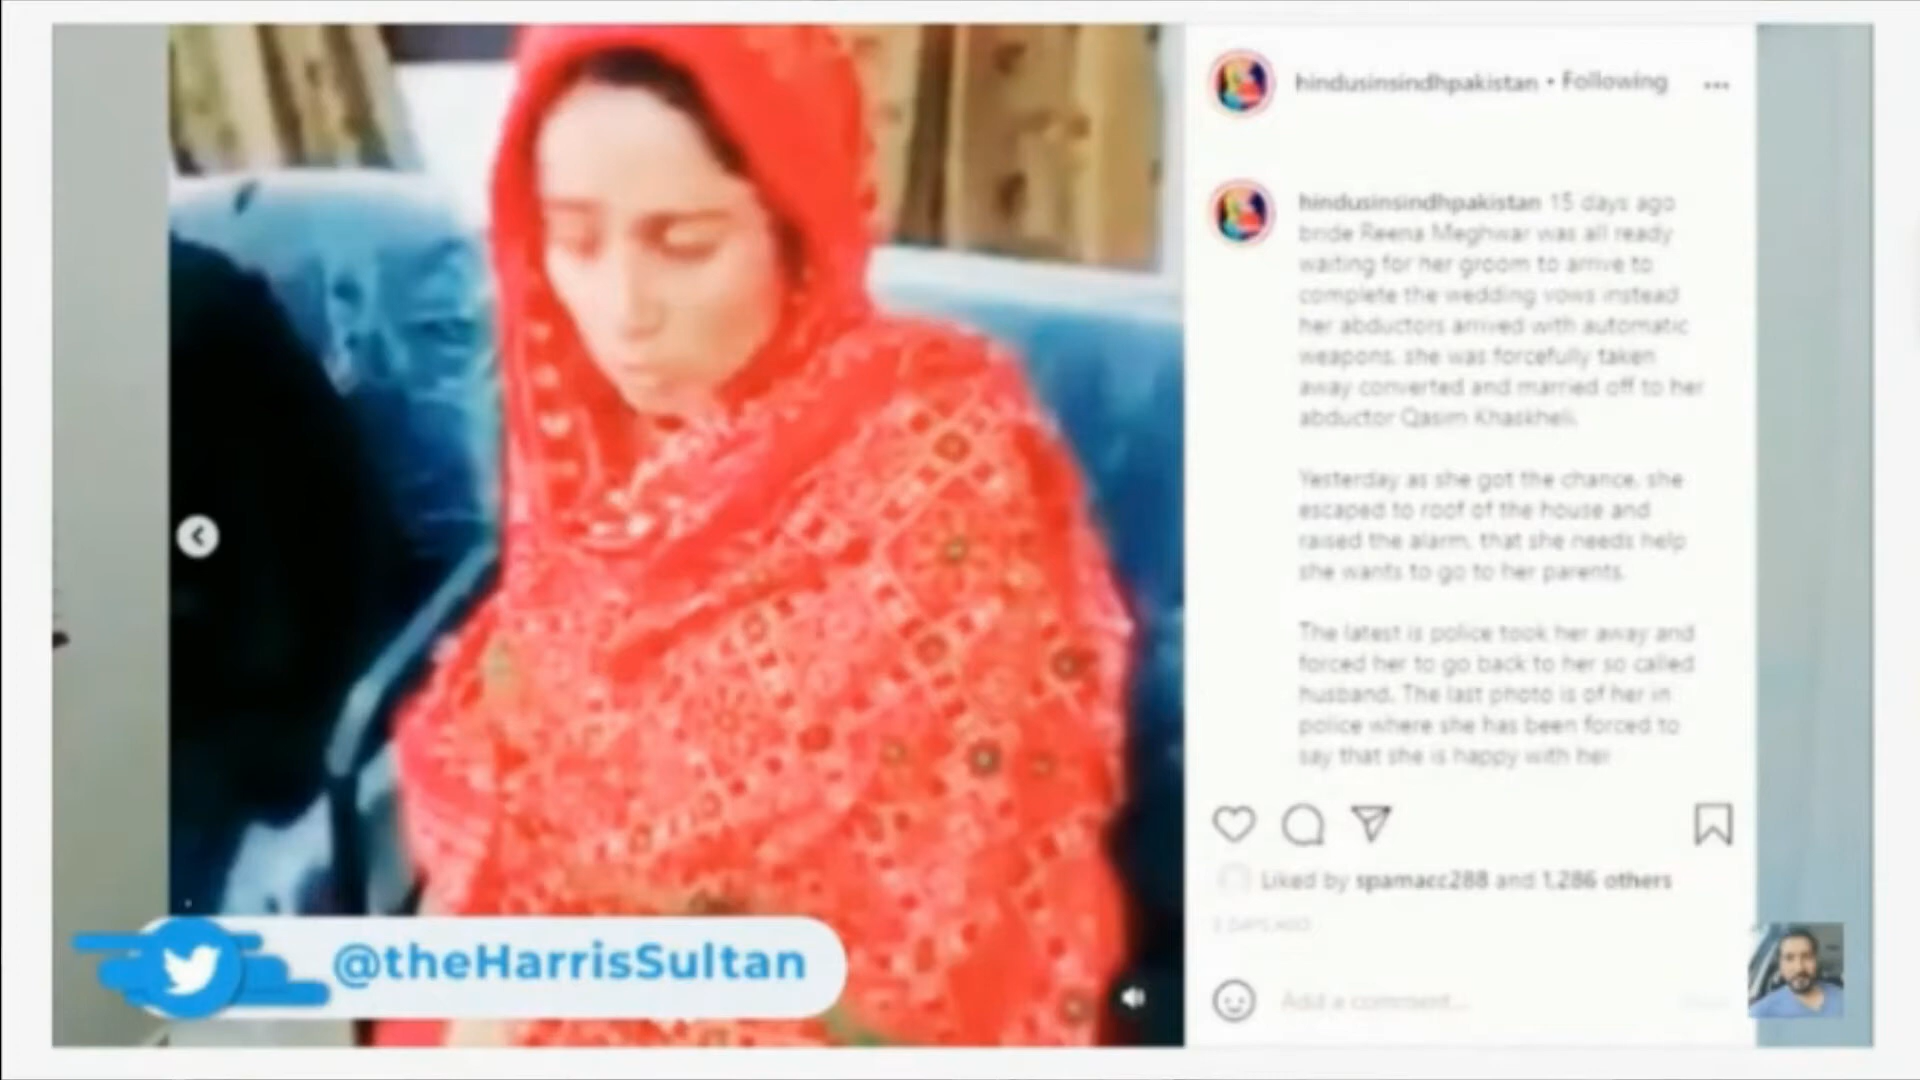 hindusinsindhpakistan • Following
hindusinsindhpakistan 15 days ago
bride Reena Meghwar was all ready
waiting for her groom to arrive to
complete the wedding vows instead
her abductors arrived with automatic
weapons, she was forcefully taken
away converted and married off to her
abductor Qasim Khaskheli.
Yesterday as she got the chance, she
escaped to roof of the house and
raised the alarm, that she needs help
she wants to go to her parents.
The latest is police took her away and
forced her to go back to her so called
husband. The last photo is of her in
police where she has been forced to
say that she is happy with her
Liked by spamacc288 and 1,286 others
DAYS AGO
Add a comment...
@theHarrisSultan